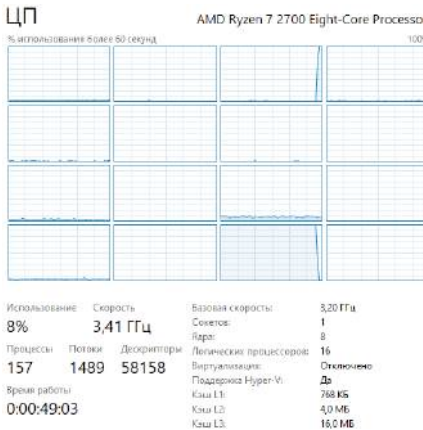 ЦП AMD Ryzen 7 2700 Eight-Core Processo
% использования более 60 секунд 100
Использование Скорость Базовая скорость: 3,20 ГГц
8% 3,41 ГГц Сокетов: 1
Ядра: 8
Процессы Потоки Дескрипторы Логических процессоров: 16
157 1489 58158 Виртуализация: Отключено
Поддержка Hyper-V: Да
Время работы Кэш L1: 768 КБ
0:00:49:03 Кэш L2: 4,0 МБ
Кэш L3: 16,0 МБ